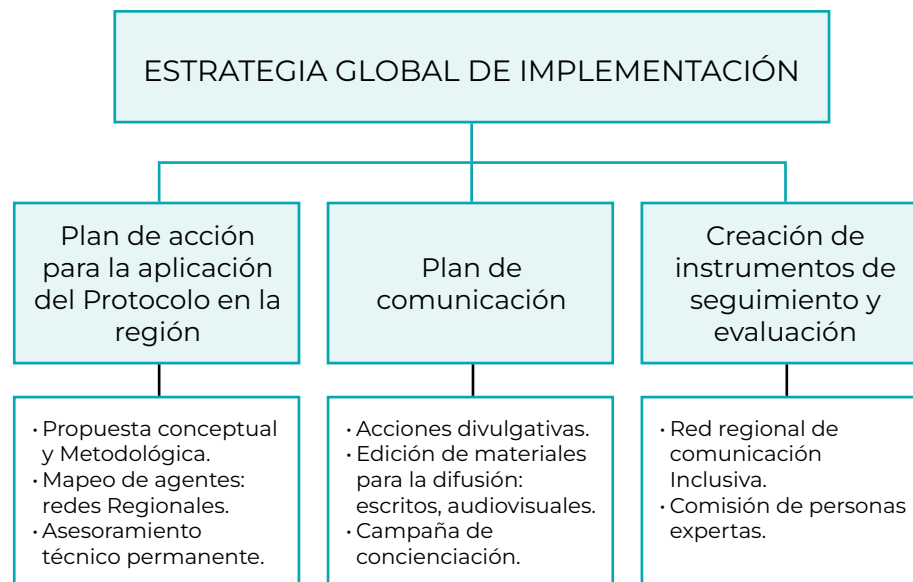 ESTRATEGIA GLOBAL DE IMPLEMENTACIÓN
Plan de acción
para la aplicación
del Protocolo en la
región
Plan de
comunicación
Creación de
instrumentos de
seguimiento y
evaluación
· Propuesta conceptual
y Metodológica.
· Mapeo de agentes:
redes Regionales.
· Asesoramiento
técnico permanente.
· Acciones divulgativas.
· Edición de materiales
para la difusión:
escritos, audiovisuales.
· Campaña de
concienciación.
· Red regional de
comunicación
Inclusiva.
· Comisión de personas
expertas.